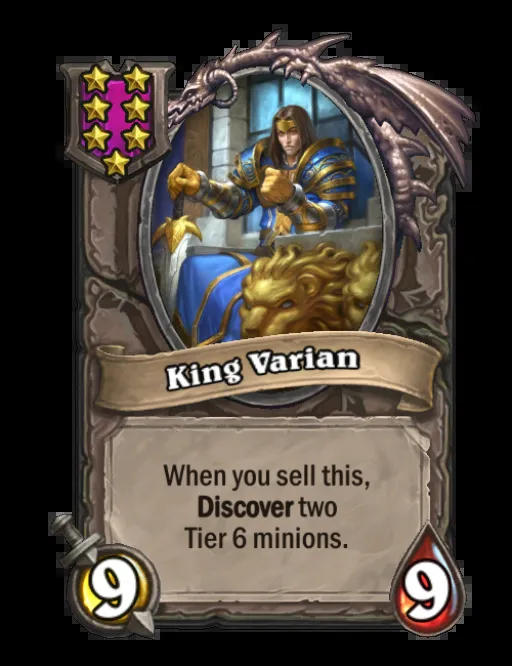 King Varian
When you sell this,
Discover two
Tier 6 minions.
9
9